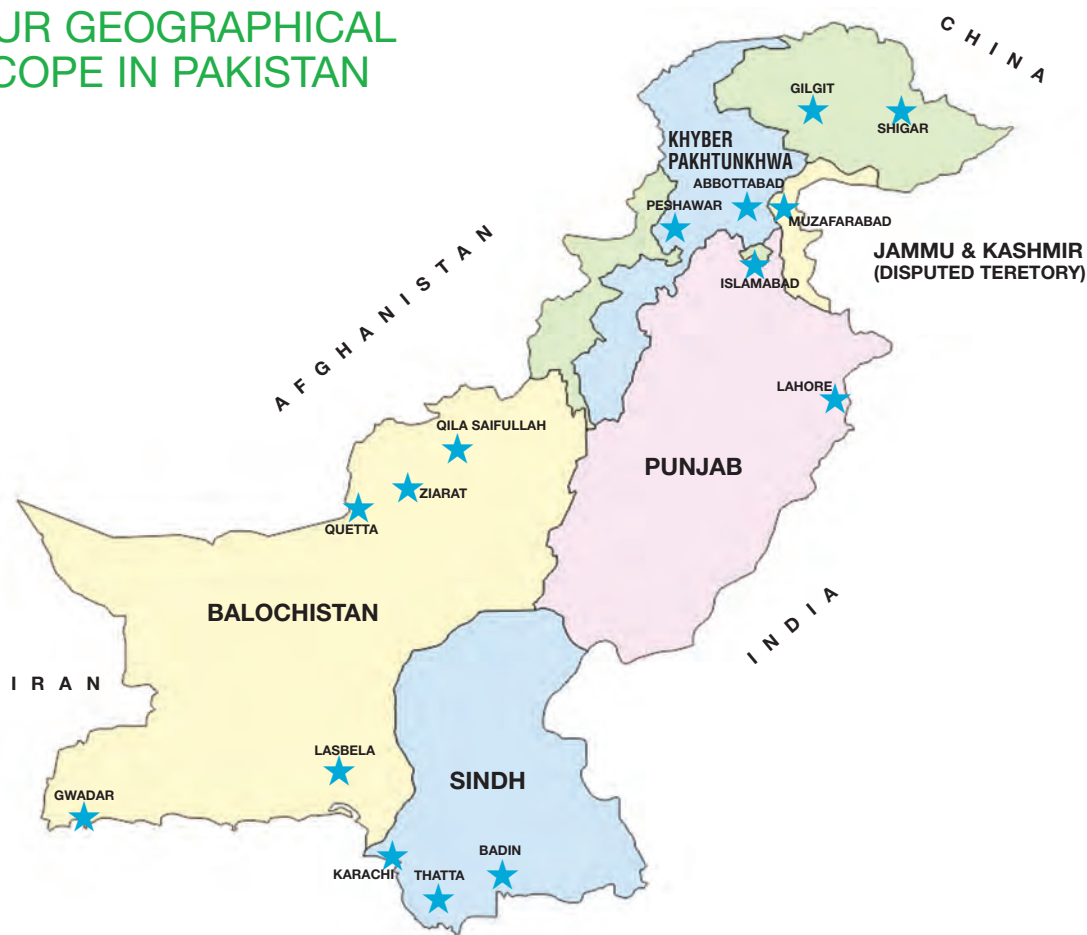 UR GEOGRAPHICAL
COPE IN PAKISTAN
CHINA
GILGIT
SHIGAR
KHYBER
PAKHTUNKHWA
ABBOTTABAD
PESHAWAR
MUZAFARABAD
JAMMU & KASHMIR
(DISPUTED TERETORY)
ISLAMABAD
AFGHANISTAN
LAHORE
QILA SAIFULLAH
PUNJAB
ZIARAT
QUETTA
BALOCHISTAN
INDIA
IRAN
LASBELA
SINDH
GWADAR
BADIN
KARACHI
THATTA